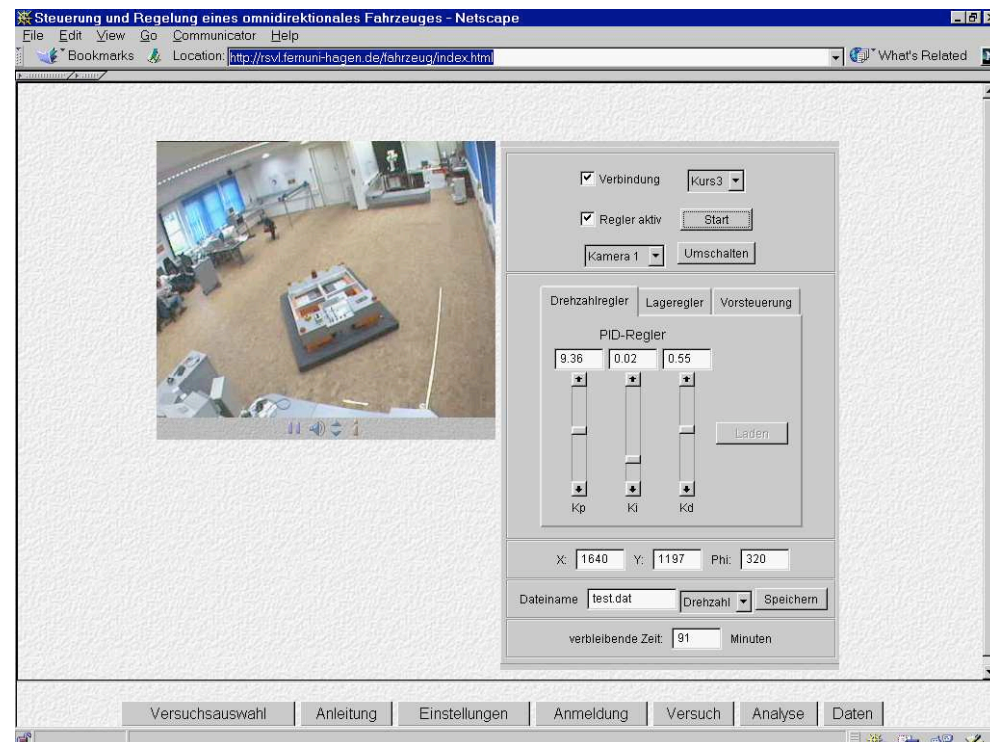 Steuerung und Regelung eines omnidirektionales Fahrzeuges - Netscape
File Edit View Go Communicator Help
Bookmarks Location: http://rsvl.fernuni-hagen.de/fahrzeug/index.html What's Related
Verbindung Kurs3
Regler aktiv Start
Kamera 1 Umschalten
Drehzahlregler Lageregler Vorsteuerung
PID-Regler
9.36 0.02 0.55
Laden
Kp Ki Kd
X: 1640 Y: 1197 Phi: 320
Dateiname test.dat Drehzahl Speichern
verbleibende Zeit: 91 Minuten
Versuchsauswahl Anleitung Einstellungen Anmeldung Versuch Analyse Daten